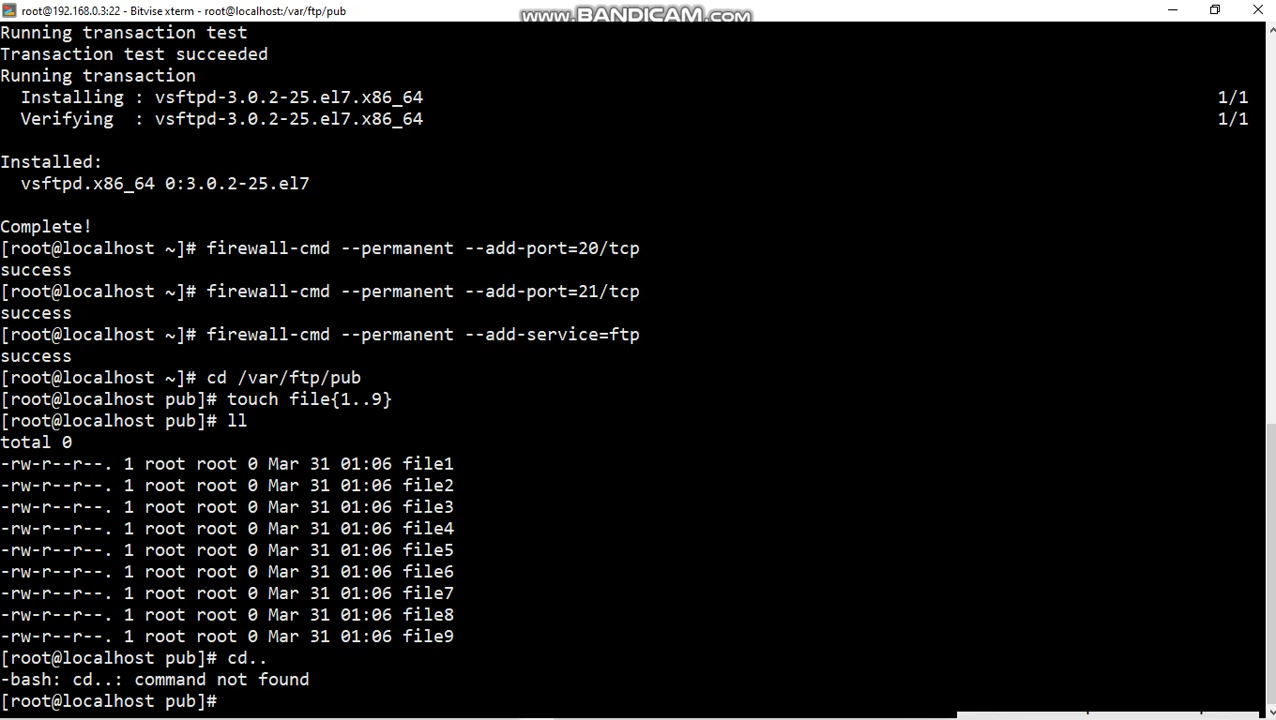 root@192.168.0.3:22 - Bitvise xterm - root@localhost:/var/ftp/pub
www.BANDICAM.com
Running transaction test
Transaction test succeeded
Running transaction
  Installing : vsftpd-3.0.2-25.el7.x86_64 1/1
  Verifying  : vsftpd-3.0.2-25.el7.x86_64 1/1
Installed:
  vsftpd.x86_64 0:3.0.2-25.el7
Complete!
[root@localhost ~]# firewall-cmd --permanent --add-port=20/tcp
success
[root@localhost ~]# firewall-cmd --permanent --add-port=21/tcp
success
[root@localhost ~]# firewall-cmd --permanent --add-service=ftp
success
[root@localhost ~]# cd /var/ftp/pub
[root@localhost pub]# touch file{1..9}
[root@localhost pub]# ll
total 0
-rw-r--r--. 1 root root 0 Mar 31 01:06 file1
-rw-r--r--. 1 root root 0 Mar 31 01:06 file2
-rw-r--r--. 1 root root 0 Mar 31 01:06 file3
-rw-r--r--. 1 root root 0 Mar 31 01:06 file4
-rw-r--r--. 1 root root 0 Mar 31 01:06 file5
-rw-r--r--. 1 root root 0 Mar 31 01:06 file6
-rw-r--r--. 1 root root 0 Mar 31 01:06 file7
-rw-r--r--. 1 root root 0 Mar 31 01:06 file8
-rw-r--r--. 1 root root 0 Mar 31 01:06 file9
[root@localhost pub]# cd..
-bash: cd..: command not found
[root@localhost pub]#